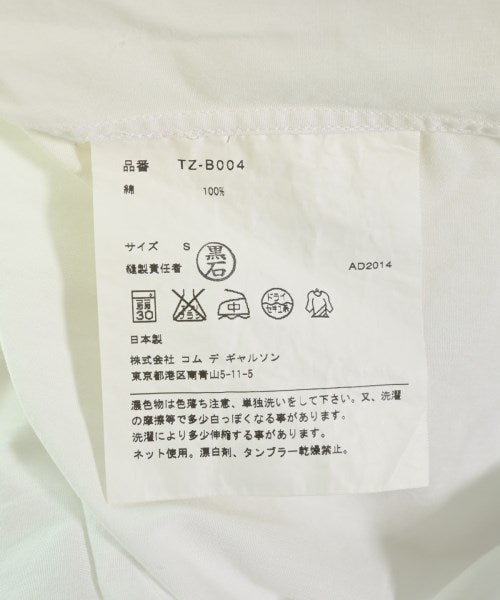 品番 TZ-B004
綿 100%
サイズ S
縫製責任者 黒石
AD2014
30 中 ドライ セキユ系
日本製
株式会社 コム デ ギャルソン
東京都港区南青山5-11-5
濃色物は色落ち注意、単独洗いをして下さい。又、洗濯
の摩擦等で多少白っぽくなる事があります。
洗濯により多少伸縮する事があります。
ネット使用。漂白剤、タンブラー乾燥禁止。